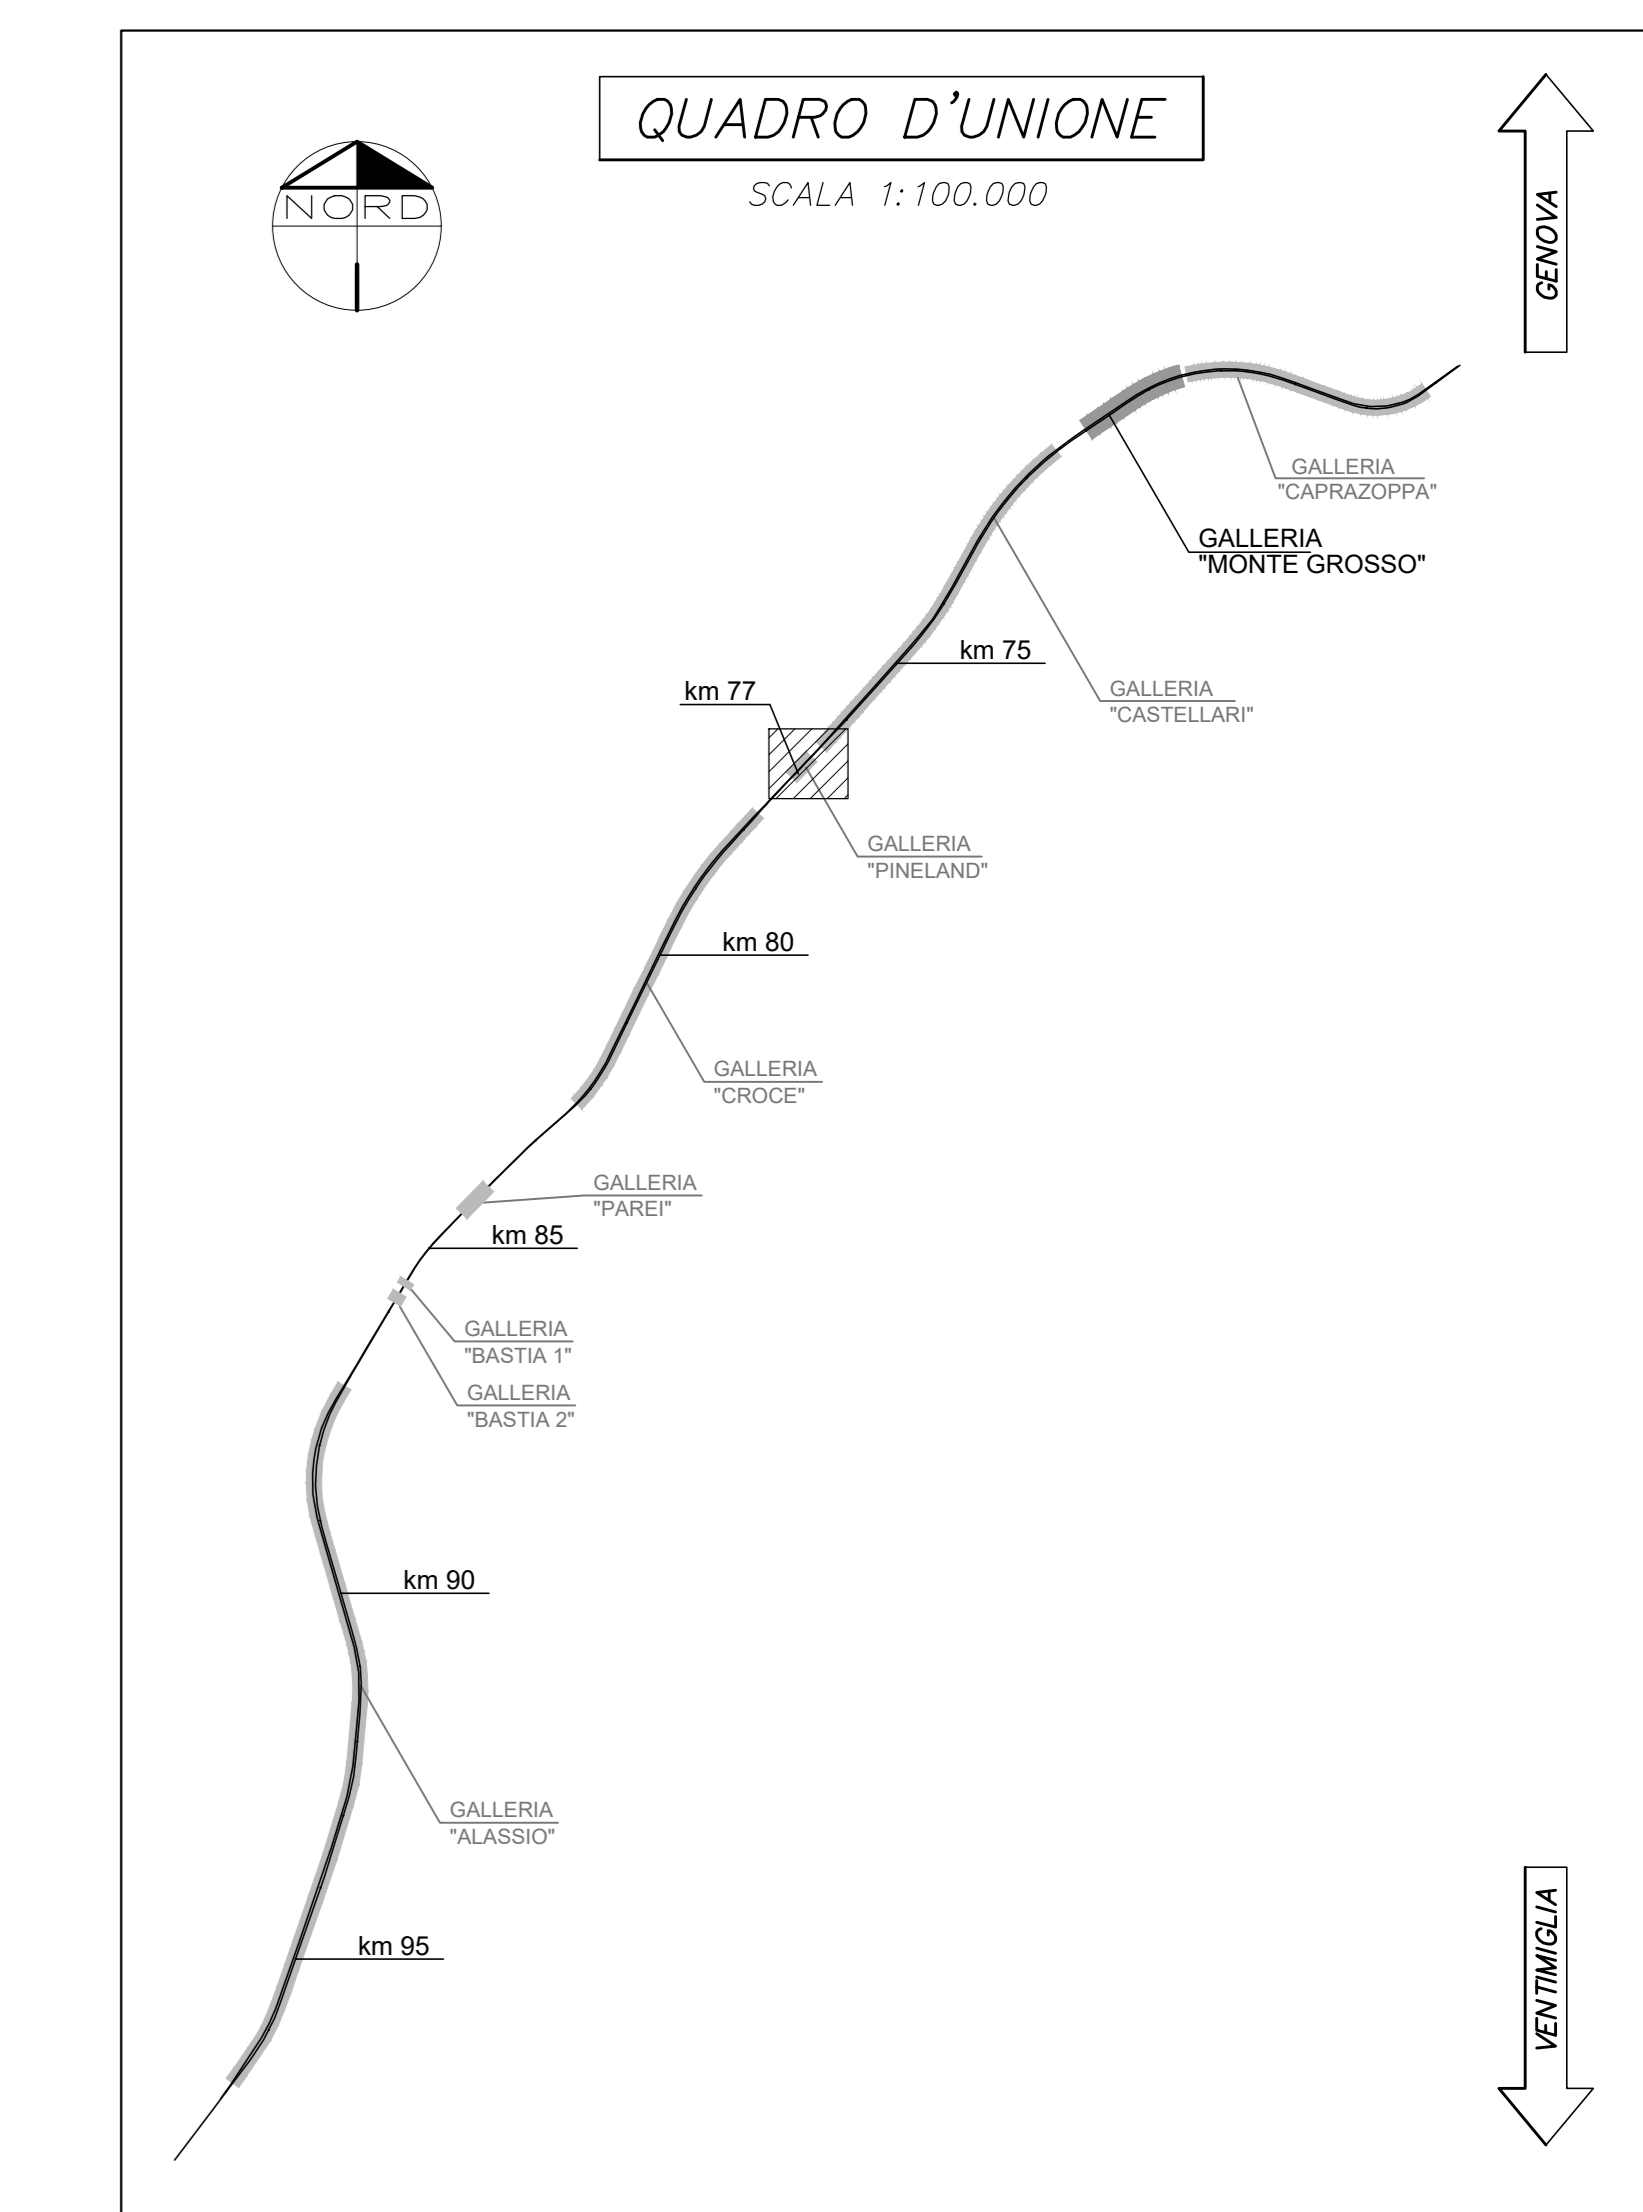 QUADRO D'UNIONE
SCALA 1:100.000
NORD
GENOVA
GALLERIA
"CAPRAZOPPA"
GALLERIA
"MONTE GROSSO"
km 75
km 77
GALLERIA
"CASTELLARI"
GALLERIA
"PINELAND"
km 80
GALLERIA
"CROCE"
GALLERIA
"PAREI"
km 85
GALLERIA
"BASTIA 1"
GALLERIA
"BASTIA 2"
km 90
GALLERIA
"ALASSIO"
km 95
VENTIMIGLIA